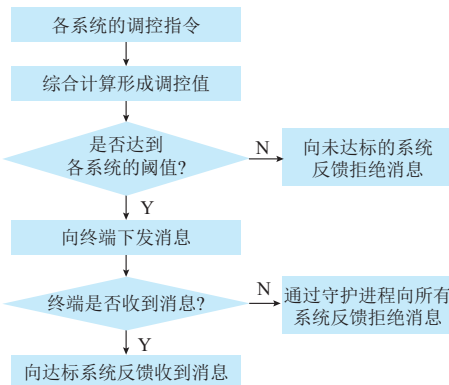 各系统的调控指令
综合计算形成调控值
是否达到
各系统的阈值?
N
向未达标的系统
反馈拒绝消息
Y
向终端下发消息
终端是否收到消息?
N
通过守护进程向所有
系统反馈拒绝消息
Y
向达标系统反馈收到消息